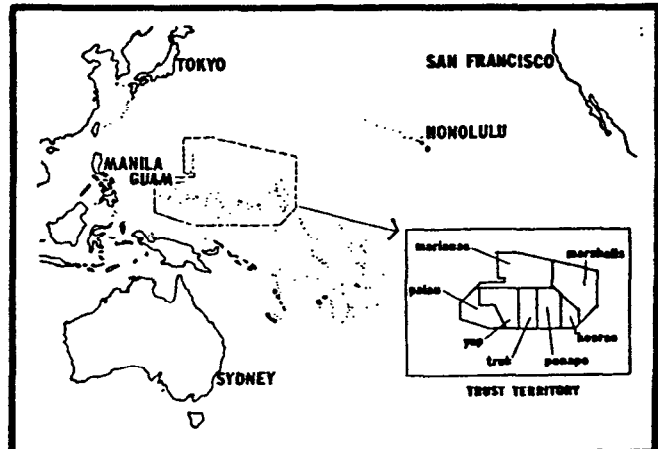 TOKYO
SAN FRANCISCO
HONOLULU
MANILA
GUAM
marianas
marshalls
palau
yap
truk
ponape
kosrae
SYDNEY
TRUST TERRITORY